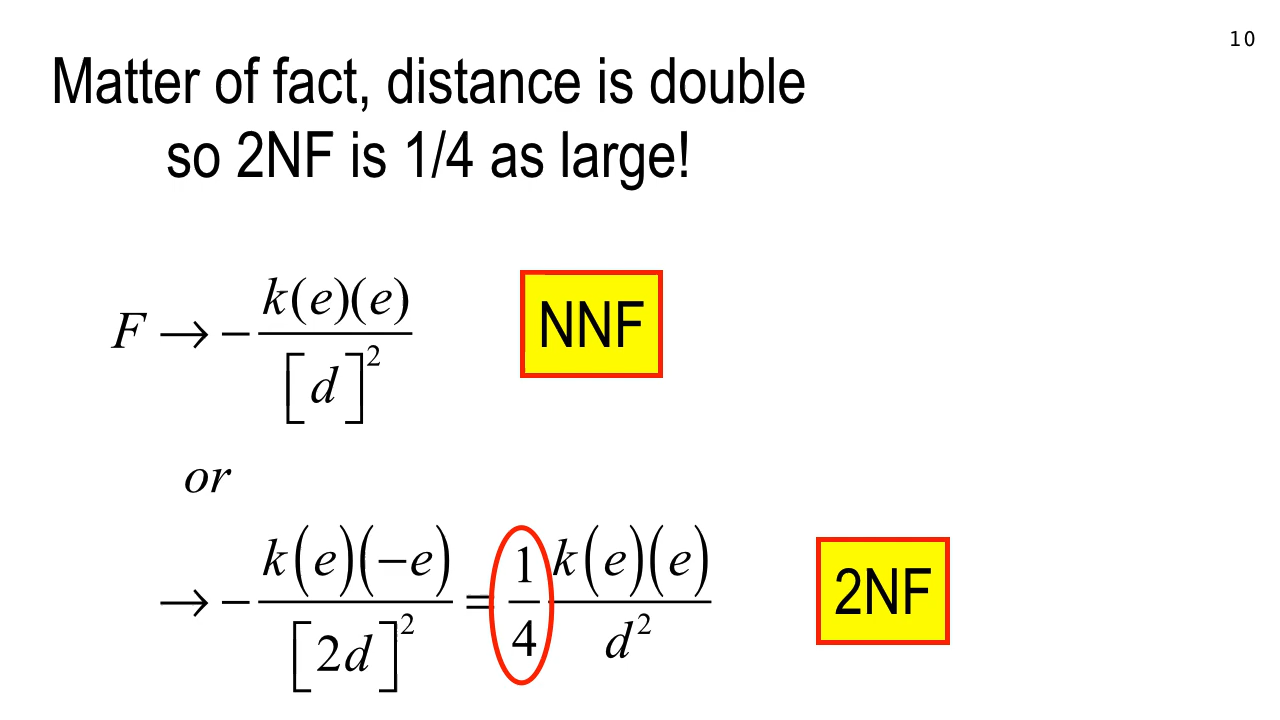 10
Matter of fact, distance is double
so 2NF is 1/4 as large!
F → − k(e)(e) / [d]²
NNF
or
→ − k(e)(−e) / [2d]² = 1/4 k(e)(e) / d²
2NF